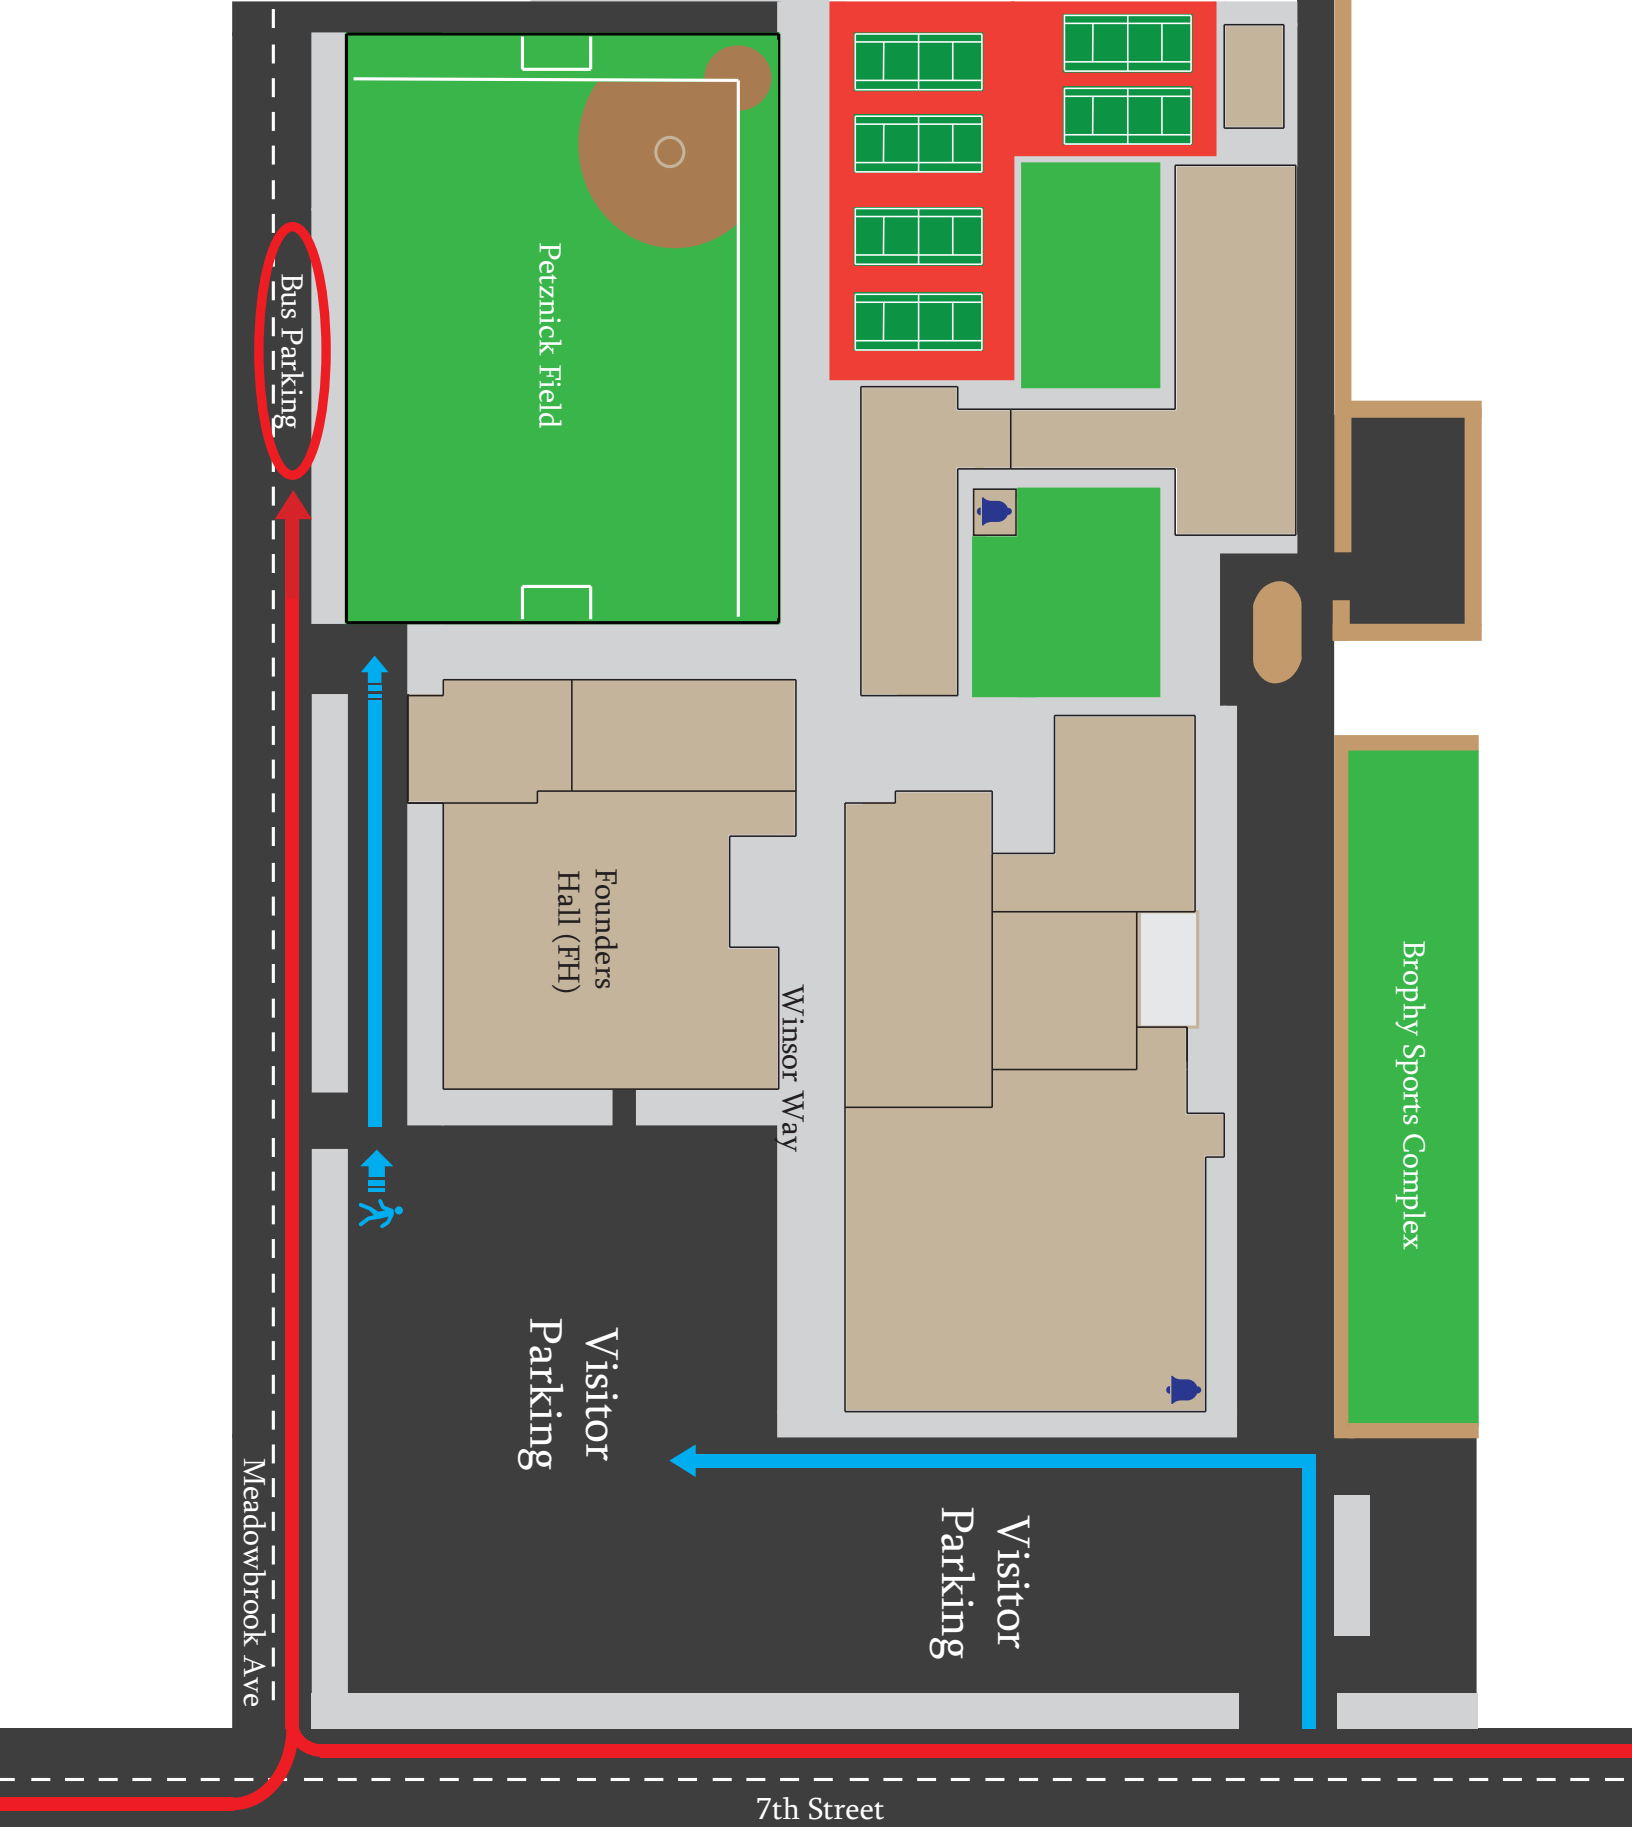 Bus Parking
Petznick Field
Founders
Hall (FH)
Winsor Way
Brophy Sports Complex
Visitor
Parking
Visitor
Parking
Meadowbrook Ave
7th Street